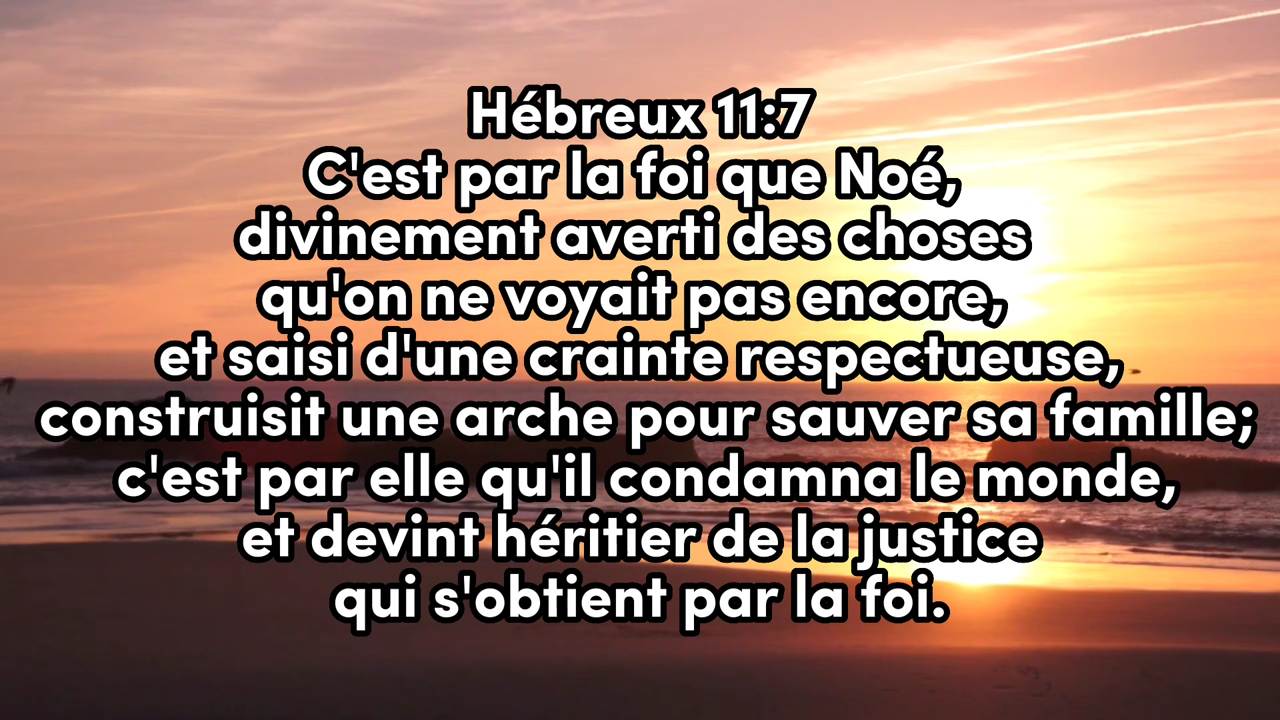 Hébreux 11:7
C'est par la foi que Noé,
divinement averti des choses
qu'on ne voyait pas encore,
et saisi d'une crainte respectueuse,
construisit une arche pour sauver sa famille;
c'est par elle qu'il condamna le monde,
et devint héritier de la justice
qui s'obtient par la foi.